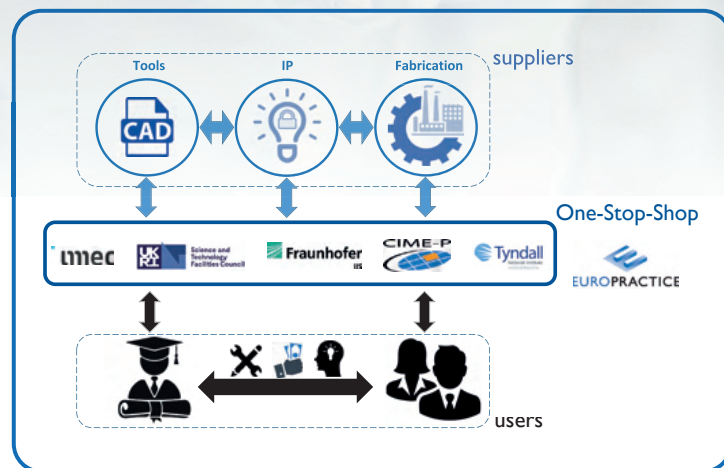 Tools
IP
Fabrication
suppliers
CAD
One-Stop-Shop
imec
UKRI
Science and
Technology
Facilities Council
Fraunhofer
IIS
CIME-P
Tyndall
EUROPRACTICE
users